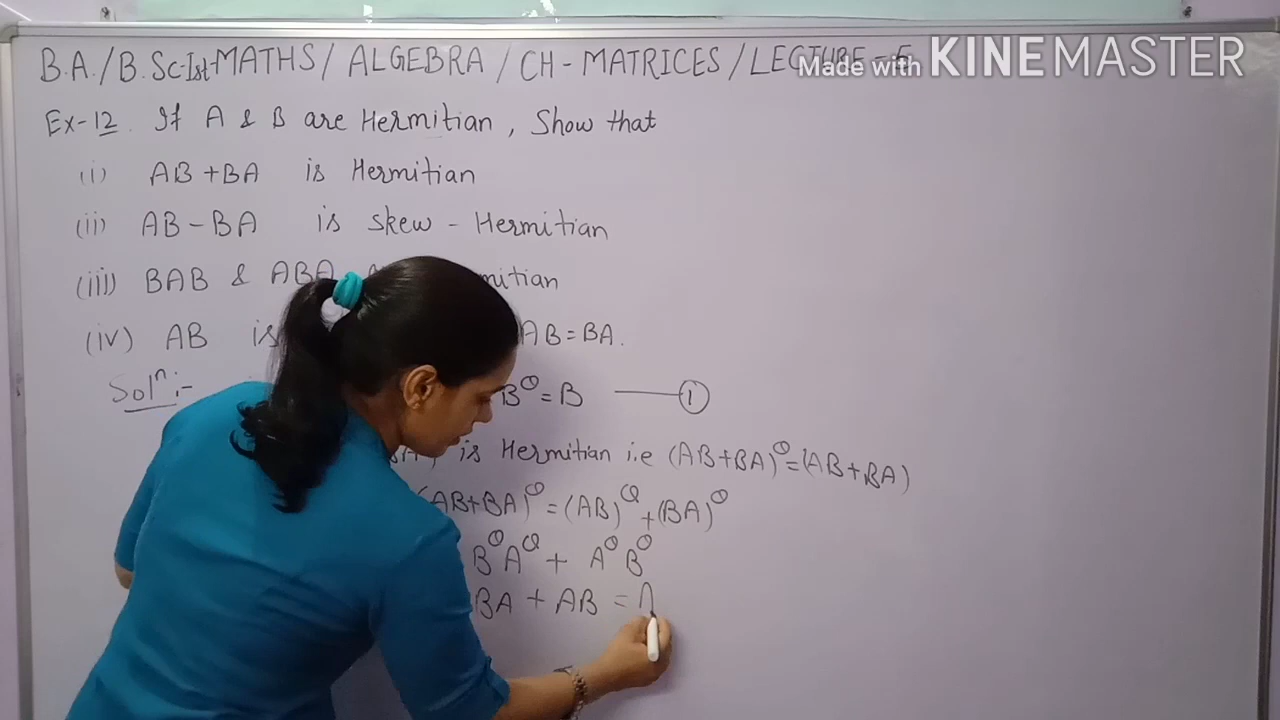 B.A./B.Sc-Ist-MATHS/ ALGEBRA / CH - MATRICES / LECTURE - 5
Made with KINEMASTER
Ex-12. If A & B are Hermitian, Show that
(i) AB+BA is Hermitian
(ii) AB-BA is skew - Hermitian
(iii) BAB & ABA
(iv) AB is AB=BA.
Solⁿ:- B^θ = B —— ①
is Hermitian i.e (AB+BA)^θ=(AB+BA)
(AB+BA)^θ = (AB)^θ + (BA)^θ
B^θ A^θ + A^θ B^θ
BA + AB = A